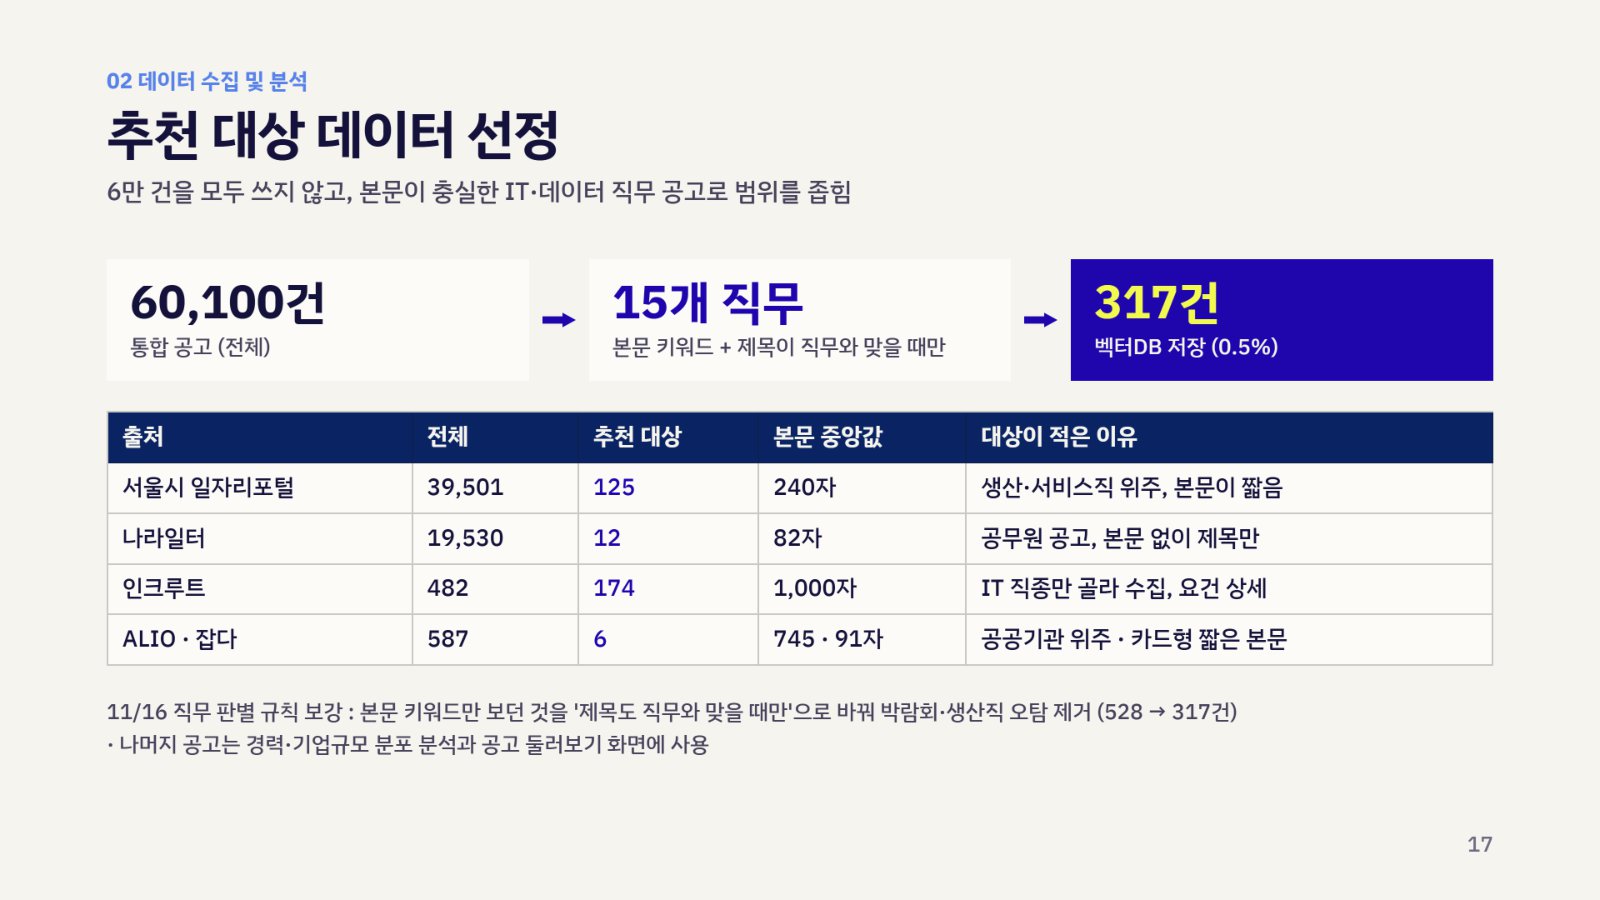 02 데이터 수집 및 분석
추천 대상 데이터 선정
6만 건을 모두 쓰지 않고, 본문이 충실한 IT·데이터 직무 공고로 범위를 좁힘
60,100건
통합 공고 (전체)
15개 직무
본문 키워드 + 제목이 직무와 맞을 때만
317건
벡터DB 저장 (0.5%)
출처 전체 추천 대상 본문 중앙값 대상이 적은 이유
서울시 일자리포털 39,501 125 240자 생산·서비스직 위주, 본문이 짧음
나라일터 19,530 12 82자 공무원 공고, 본문 없이 제목만
인크루트 482 174 1,000자 IT 직종만 골라 수집, 요건 상세
ALIO · 잡다 587 6 745 · 91자 공공기관 위주 · 카드형 짧은 본문
11/16 직무 판별 규칙 보강 : 본문 키워드만 보던 것을 '제목도 직무와 맞을 때만'으로 바꿔 박람회·생산직 오탐 제거 (528 → 317건)
· 나머지 공고는 경력·기업규모 분포 분석과 공고 둘러보기 화면에 사용
17